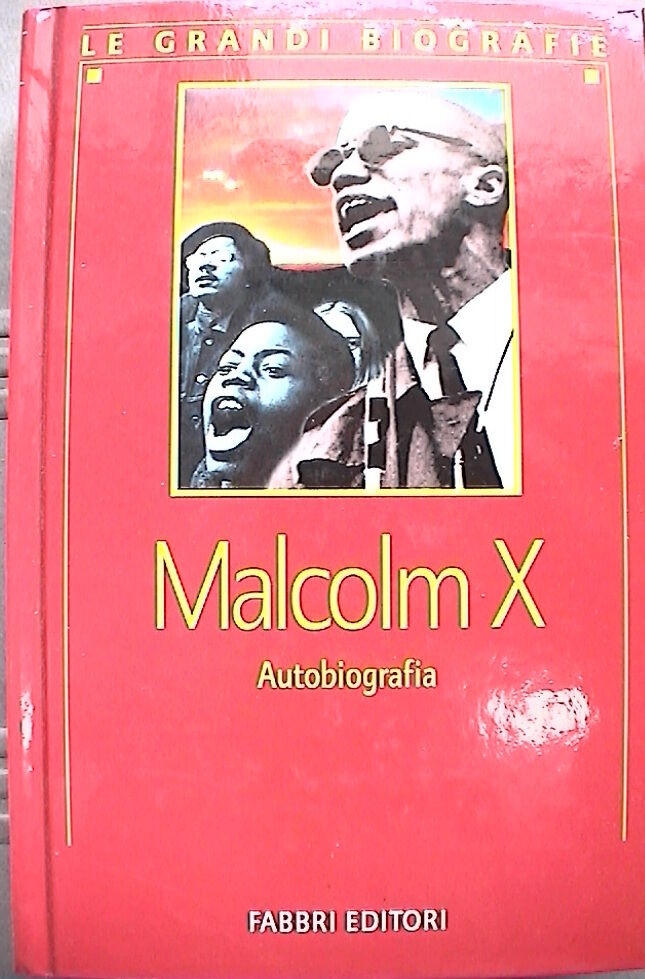 LE GRANDI BIOGRAFIE
Malcolm X
Autobiografia
FABBRI EDITORI